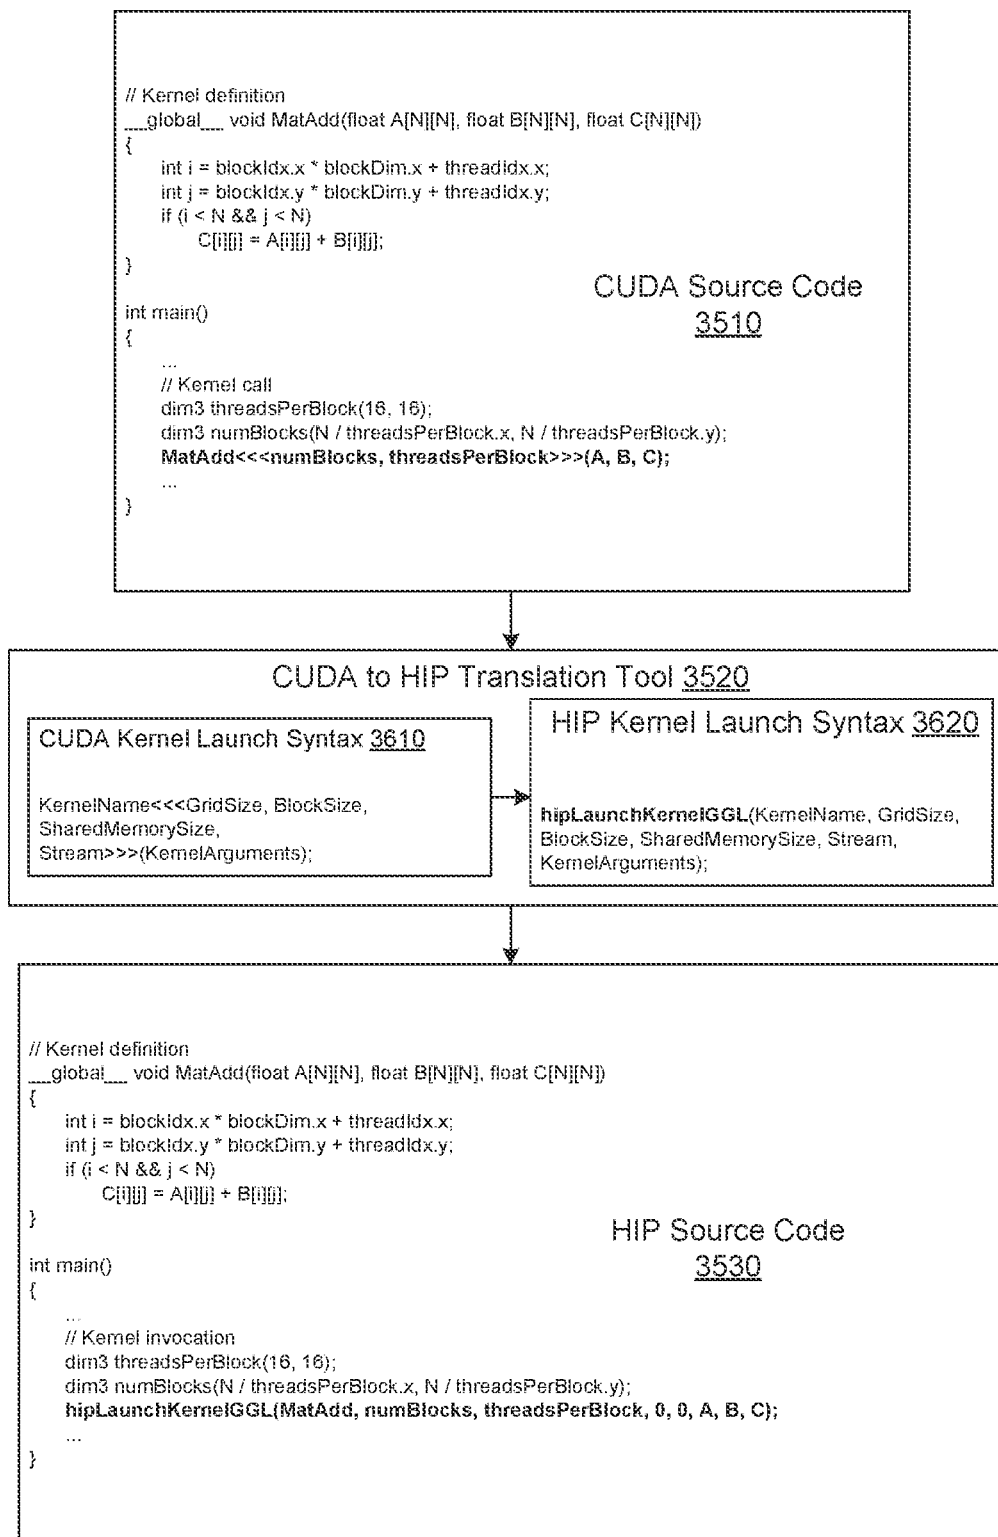 // Kernel definition
__global__ void MatAdd(float A[N][N], float B[N][N], float C[N][N])
{
int i = blockIdx.x * blockDim.x + threadIdx.x;
int j = blockIdx.y * blockDim.y + threadIdx.y;
if (i < N && j < N)
C[i][j] = A[i][j] + B[i][j];
}
int main()
{
...
// Kernel call
dim3 threadsPerBlock(16, 16);
dim3 numBlocks(N / threadsPerBlock.x, N / threadsPerBlock.y);
MatAdd<<<numBlocks, threadsPerBlock>>>(A, B, C);
...
}
CUDA Source Code
3510
CUDA to HIP Translation Tool 3520
CUDA Kernel Launch Syntax 3610
KernelName<<<GridSize, BlockSize,
SharedMemorySize,
Stream>>>(KernelArguments);
HIP Kernel Launch Syntax 3620
hipLaunchKernelGGL(KernelName, GridSize,
BlockSize, SharedMemorySize, Stream,
KernelArguments);
// Kernel definition
__global__ void MatAdd(float A[N][N], float B[N][N], float C[N][N])
{
int i = blockIdx.x * blockDim.x + threadIdx.x;
int j = blockIdx.y * blockDim.y + threadIdx.y;
if (i < N && j < N)
C[i][j] = A[i][j] + B[i][j];
}
int main()
{
...
// Kernel invocation
dim3 threadsPerBlock(16, 16);
dim3 numBlocks(N / threadsPerBlock.x, N / threadsPerBlock.y);
hipLaunchKernelGGL(MatAdd, numBlocks, threadsPerBlock, 0, 0, A, B, C);
...
}
HIP Source Code
3530